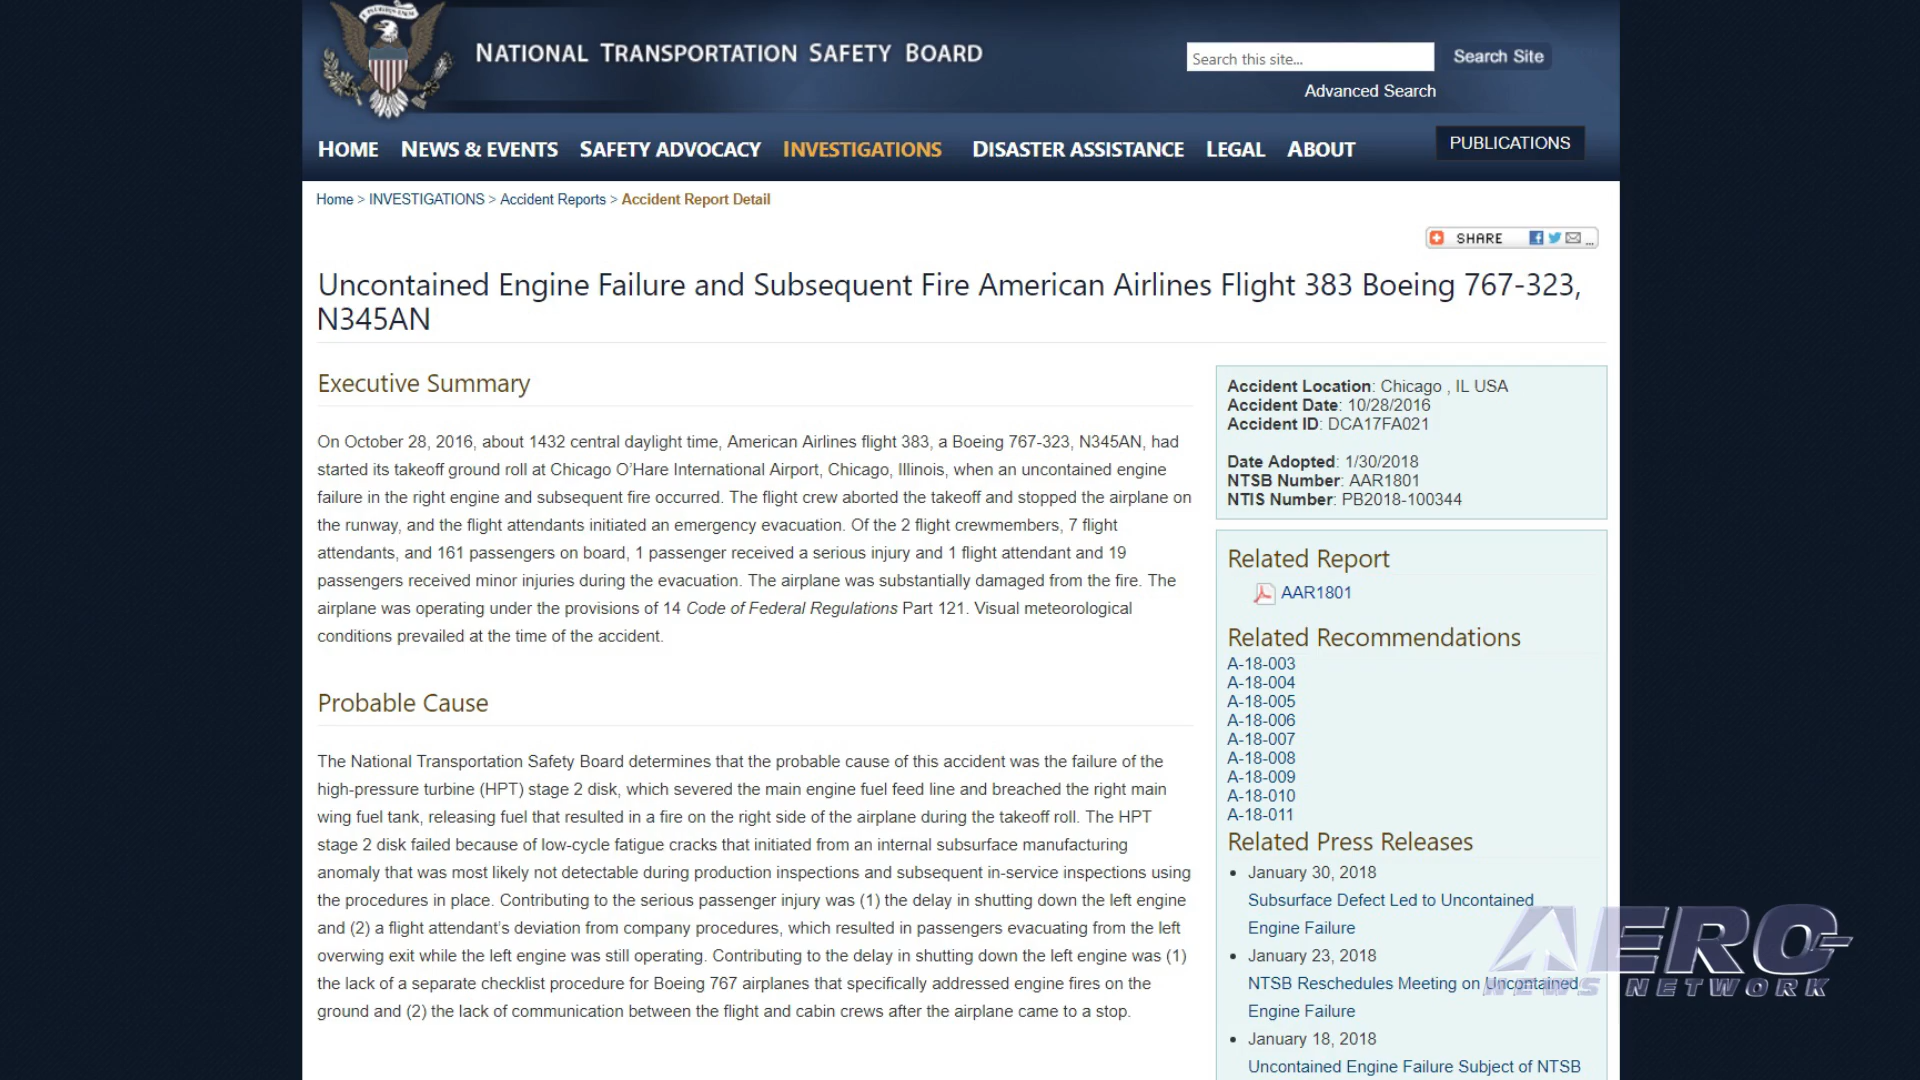 NATIONAL TRANSPORTATION SAFETY BOARD
Search this site...
Search Site
Advanced Search
HOME NEWS & EVENTS SAFETY ADVOCACY INVESTIGATIONS DISASTER ASSISTANCE LEGAL ABOUT
PUBLICATIONS
Home > INVESTIGATIONS > Accident Reports > Accident Report Detail
SHARE ...
Uncontained Engine Failure and Subsequent Fire American Airlines Flight 383 Boeing 767-323,
N345AN
Executive Summary
On October 28, 2016, about 1432 central daylight time, American Airlines flight 383, a Boeing 767-323, N345AN, had
started its takeoff ground roll at Chicago O’Hare International Airport, Chicago, Illinois, when an uncontained engine
failure in the right engine and subsequent fire occurred. The flight crew aborted the takeoff and stopped the airplane on
the runway, and the flight attendants initiated an emergency evacuation. Of the 2 flight crewmembers, 7 flight
attendants, and 161 passengers on board, 1 passenger received a serious injury and 1 flight attendant and 19
passengers received minor injuries during the evacuation. The airplane was substantially damaged from the fire. The
airplane was operating under the provisions of 14 Code of Federal Regulations Part 121. Visual meteorological
conditions prevailed at the time of the accident.
Probable Cause
The National Transportation Safety Board determines that the probable cause of this accident was the failure of the
high-pressure turbine (HPT) stage 2 disk, which severed the main engine fuel feed line and breached the right main
wing fuel tank, releasing fuel that resulted in a fire on the right side of the airplane during the takeoff roll. The HPT
stage 2 disk failed because of low-cycle fatigue cracks that initiated from an internal subsurface manufacturing
anomaly that was most likely not detectable during production inspections and subsequent in-service inspections using
the procedures in place. Contributing to the serious passenger injury was (1) the delay in shutting down the left engine
and (2) a flight attendant’s deviation from company procedures, which resulted in passengers evacuating from the left
overwing exit while the left engine was still operating. Contributing to the delay in shutting down the left engine was (1)
the lack of a separate checklist procedure for Boeing 767 airplanes that specifically addressed engine fires on the
ground and (2) the lack of communication between the flight and cabin crews after the airplane came to a stop.
Accident Location: Chicago , IL USA
Accident Date: 10/28/2016
Accident ID: DCA17FA021
Date Adopted: 1/30/2018
NTSB Number: AAR1801
NTIS Number: PB2018-100344
Related Report
AAR1801
Related Recommendations
A-18-003
A-18-004
A-18-005
A-18-006
A-18-007
A-18-008
A-18-009
A-18-010
A-18-011
Related Press Releases
January 30, 2018
Subsurface Defect Led to Uncontained
Engine Failure
January 23, 2018
NTSB Reschedules Meeting on Uncontained
Engine Failure
January 18, 2018
Uncontained Engine Failure Subject of NTSB
AERO-
NEWS NETWORK